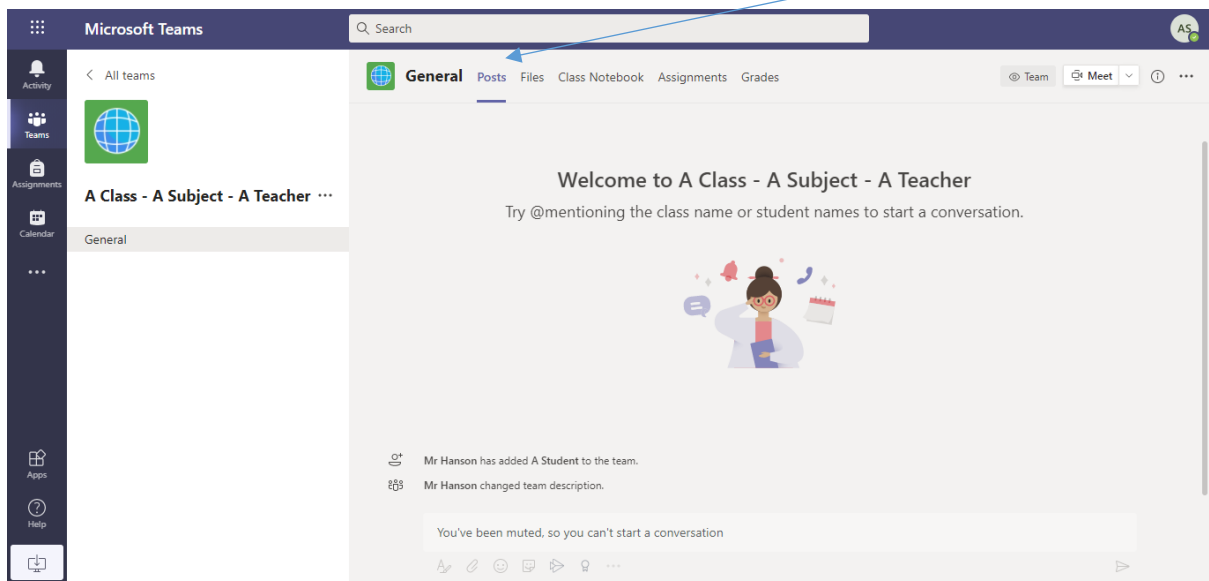 Microsoft Teams
Search
AS
Activity
Teams
Assignments
Calendar
Apps
Help
All teams
A Class - A Subject - A Teacher ...
General
General Posts Files Class Notebook Assignments Grades
Team
Meet
Welcome to A Class - A Subject - A Teacher
Try @mentioning the class name or student names to start a conversation.
Mr Hanson has added A Student to the team.
Mr Hanson changed team description.
You've been muted, so you can't start a conversation